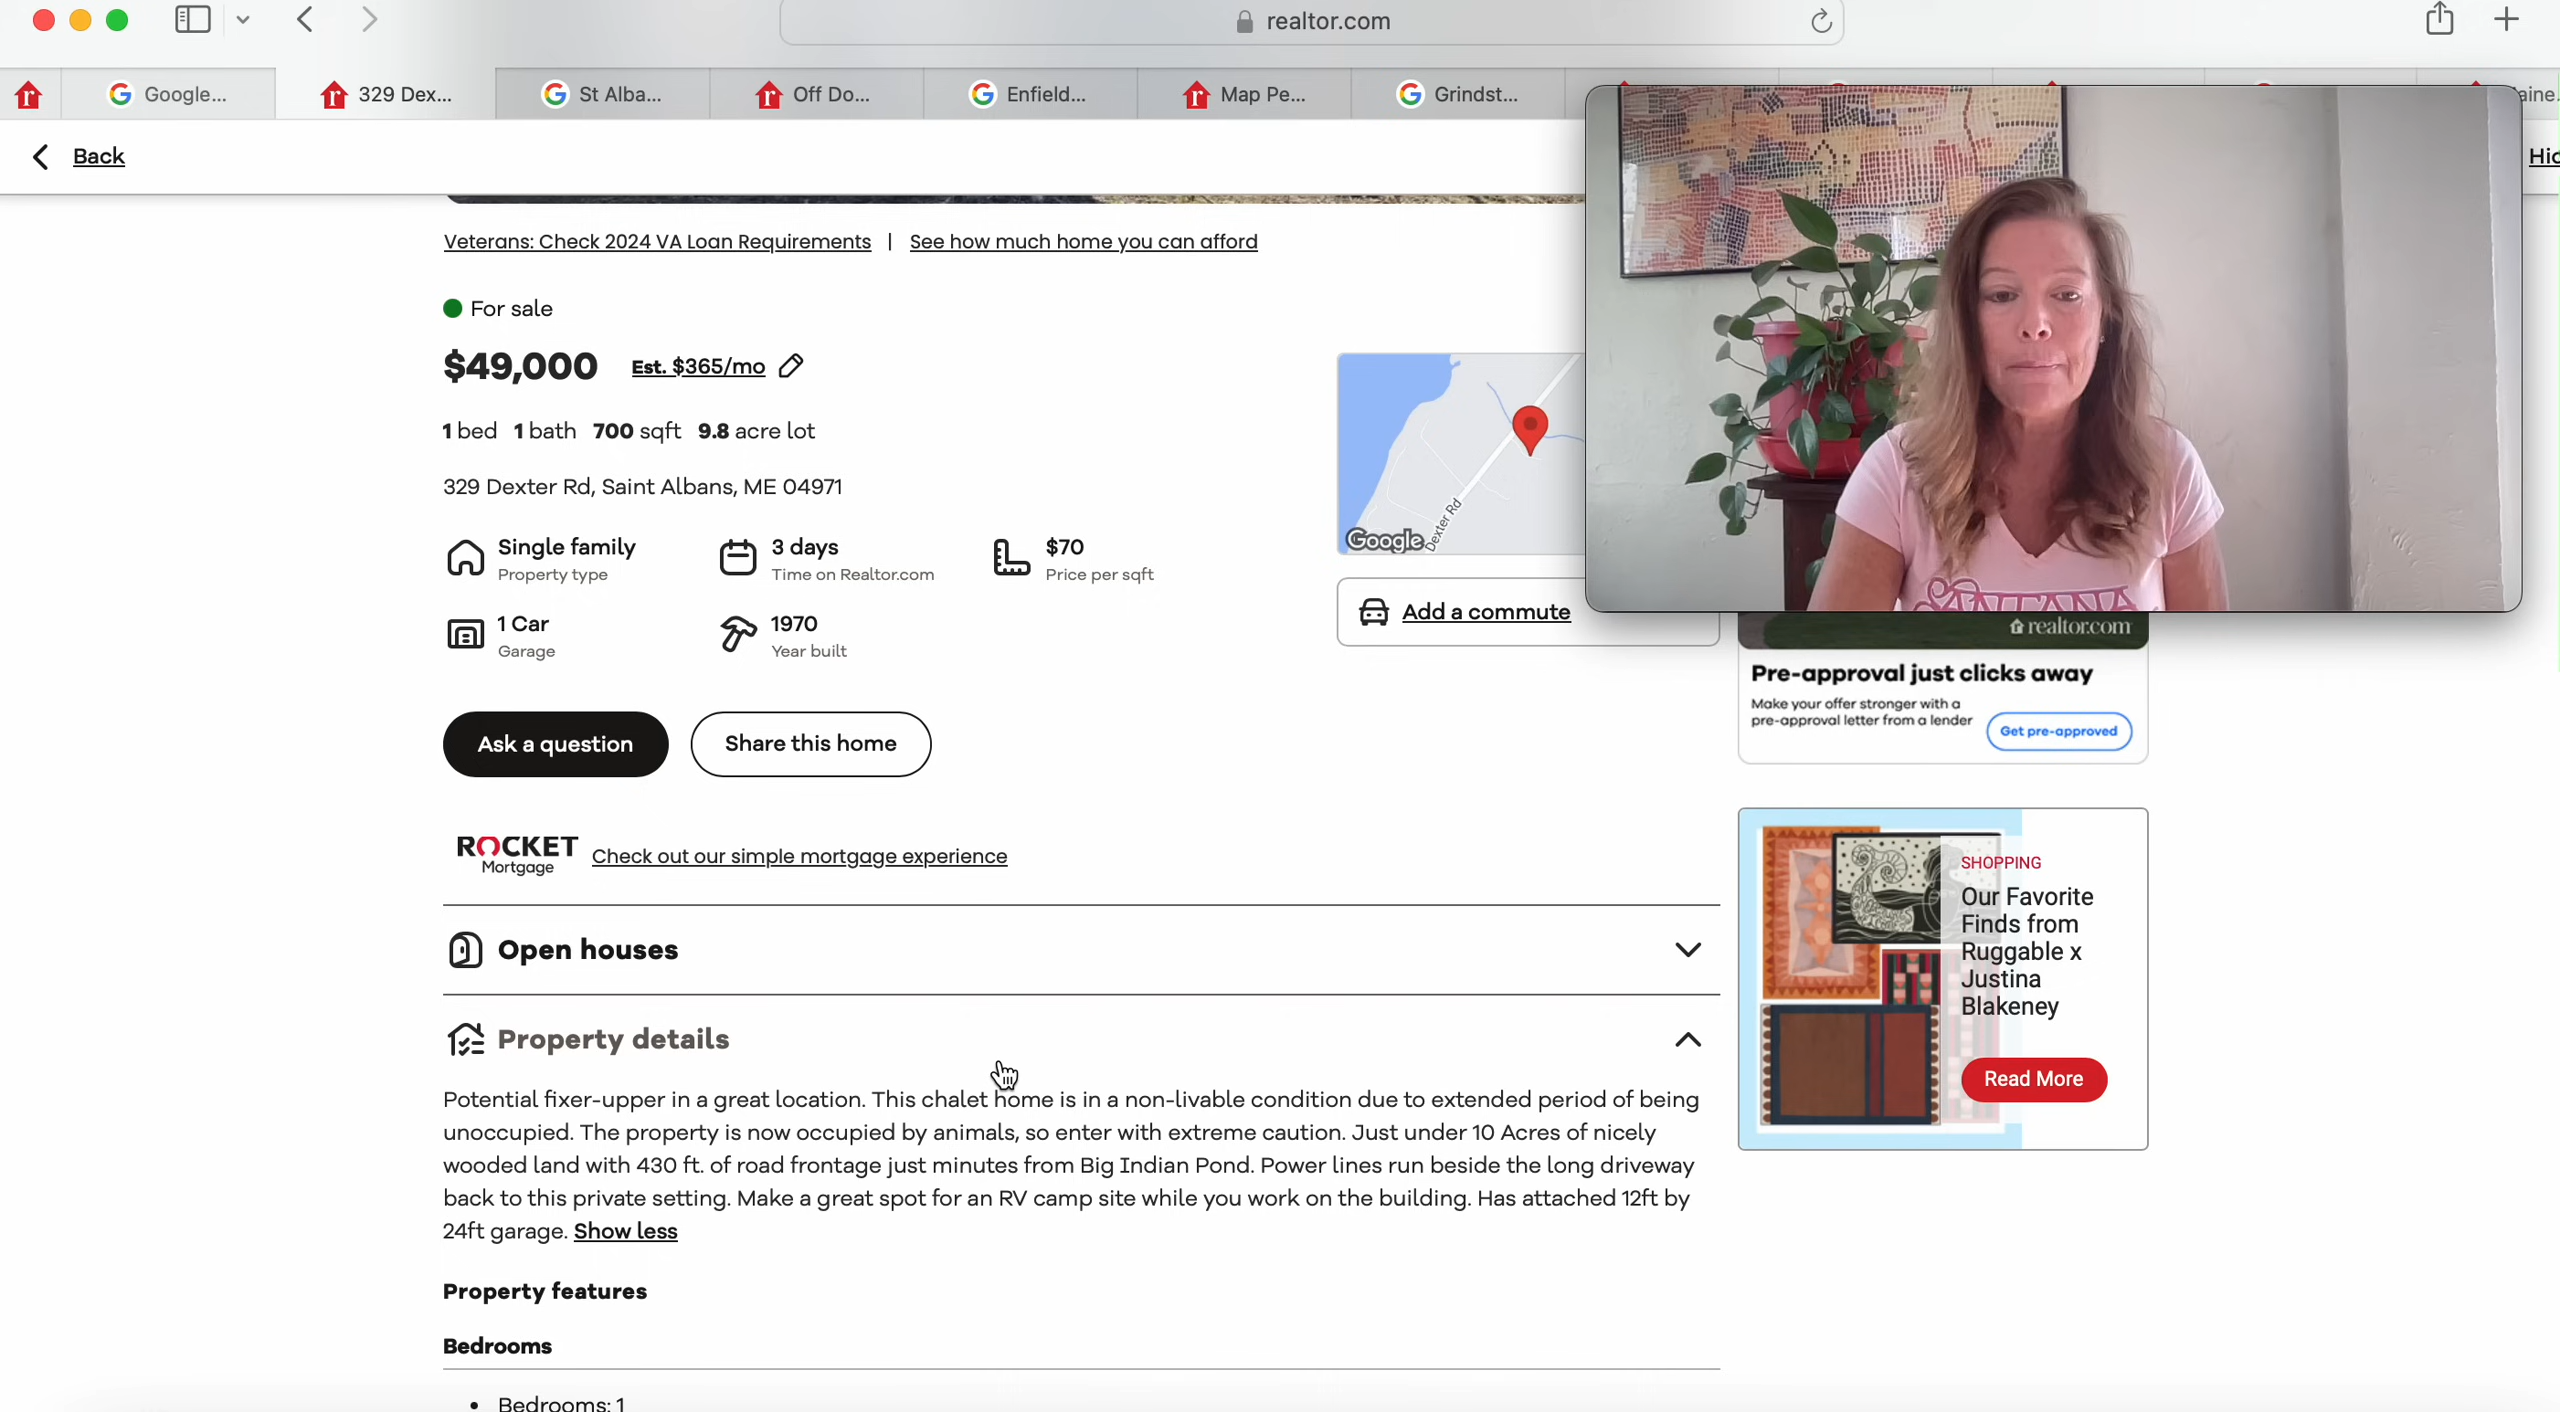 realtor.com
Google...
329 Dex...
St Alba...
Off Do...
Enfield...
Map Pe...
Grindst...
Back
Veterans: Check 2024 VA Loan Requirements | See how much home you can afford
For sale
$49,000 Est. $365/mo
1 bed 1 bath 700 sqft 9.8 acre lot
329 Dexter Rd, Saint Albans, ME 04971
Single family
Property type
3 days
Time on Realtor.com
$70
Price per sqft
1 Car
Garage
1970
Year built
Google
Dexter Rd
Add a commute
SANTANA
realtor.com
Pre-approval just clicks away
Make your offer stronger with a
pre-approval letter from a lender
Get pre-approved
Ask a question
Share this home
ROCKET
Mortgage
Check out our simple mortgage experience
SHOPPING
Our Favorite
Finds from
Ruggable x
Justina
Blakeney
Read More
Open houses
Property details
Potential fixer-upper in a great location. This chalet home is in a non-livable condition due to extended period of being
unoccupied. The property is now occupied by animals, so enter with extreme caution. Just under 10 Acres of nicely
wooded land with 430 ft. of road frontage just minutes from Big Indian Pond. Power lines run beside the long driveway
back to this private setting. Make a great spot for an RV camp site while you work on the building. Has attached 12ft by
24ft garage. Show less
Property features
Bedrooms
• Bedrooms: 1